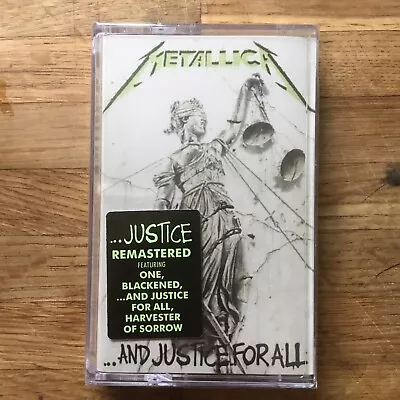 METALLICA
...JUSTICE
REMASTERED
FEATURING
ONE,
BLACKENED,
...AND JUSTICE
FOR ALL,
HARVESTER
OF SORROW
...AND JUSTICE FOR ALL